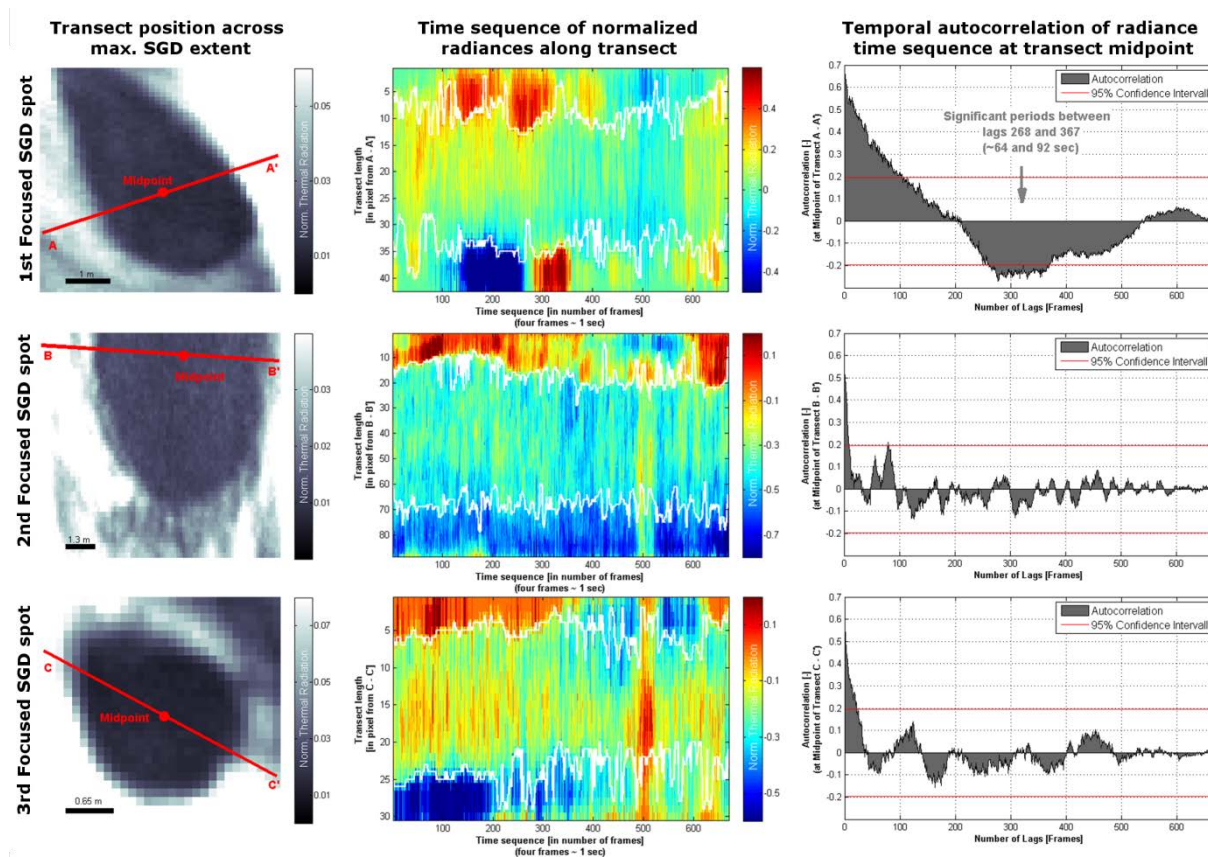 Transect position across
max. SGD extent
Time sequence of normalized
radiances along transect
Temporal autocorrelation of radiance
time sequence at transect midpoint
1st Focused SGD spot
Midpoint
A
A'
1 m
0.05
0.03
0.01
Norm. Thermal Radiation
Transect length
[in pixel from A - A']
5
10
15
20
25
30
35
40
100 200 300 400 500 600
Time sequence [in number of frames]
(four frames ~ 1 sec)
0.4
0.2
0
-0.2
-0.4
Norm. Thermal Radiation
Autocorrelation [-]
(at Midpoint of Transect A - A')
0.7
0.6
0.5
0.4
0.3
0.2
0.1
0
-0.1
-0.2
-0.3
Autocorrelation
95% Confidence Intervall
Significant periods between
lags 268 and 367
(~64 and 92 sec)
0 100 200 300 400 500 600
Number of Lags [Frames]
2nd Focused SGD spot
B
B'
Midpoint
1.3 m
0.03
0.02
0.01
Norm. Thermal Radiation
Transect length
[in pixel from B - B']
10
20
30
40
50
60
70
80
100 200 300 400 500 600
Time sequence [in number of frames]
(four frames ~ 1 sec)
0.1
-0.1
-0.3
-0.5
-0.7
Norm. Thermal Radiation
Autocorrelation [-]
(at Midpoint of Transect B - B')
0.7
0.6
0.5
0.4
0.3
0.2
0.1
0
-0.1
-0.2
-0.3
Autocorrelation
95% Confidence Intervall
0 100 200 300 400 500 600
Number of Lags [Frames]
3rd Focused SGD spot
C
C'
Midpoint
0.65 m
0.07
0.05
0.03
0.01
Norm. Thermal Radiation
Transect length
[in pixel from C - C']
5
10
15
20
25
30
100 200 300 400 500 600
Time sequence [in number of frames]
(four frames ~ 1 sec)
0.1
-0.1
-0.3
-0.5
Norm. Thermal Radiation
Autocorrelation [-]
(at Midpoint of Transect C - C')
0.7
0.6
0.5
0.4
0.3
0.2
0.1
0
-0.1
-0.2
-0.3
Autocorrelation
95% Confidence Intervall
0 100 200 300 400 500 600
Number of Lags [Frames]